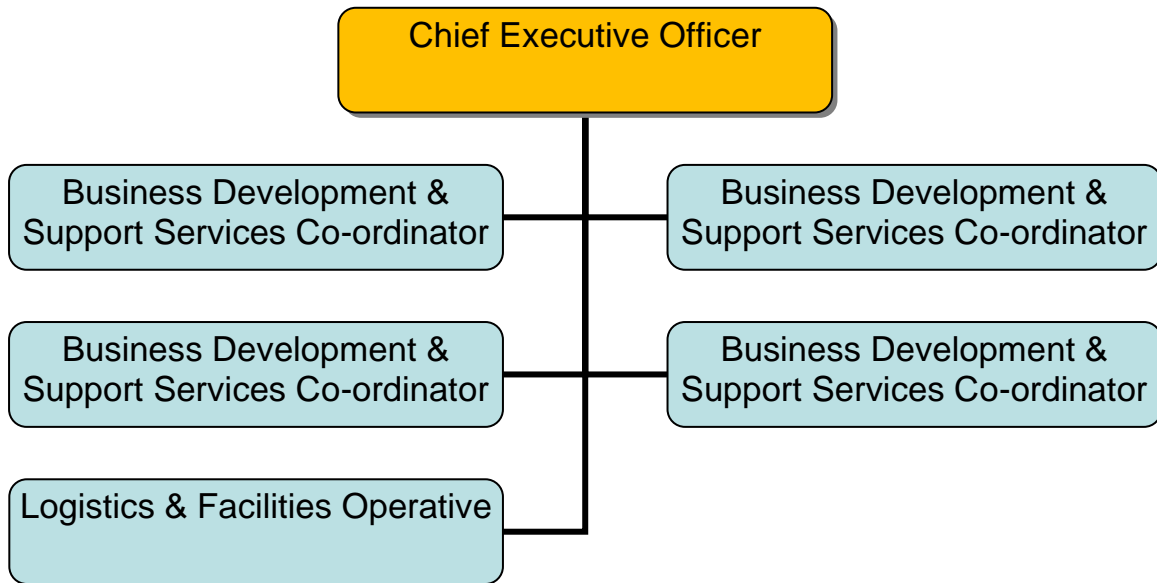 Chief Executive Officer
Business Development &
Support Services Co-ordinator
Business Development &
Support Services Co-ordinator
Business Development &
Support Services Co-ordinator
Business Development &
Support Services Co-ordinator
Logistics & Facilities Operative